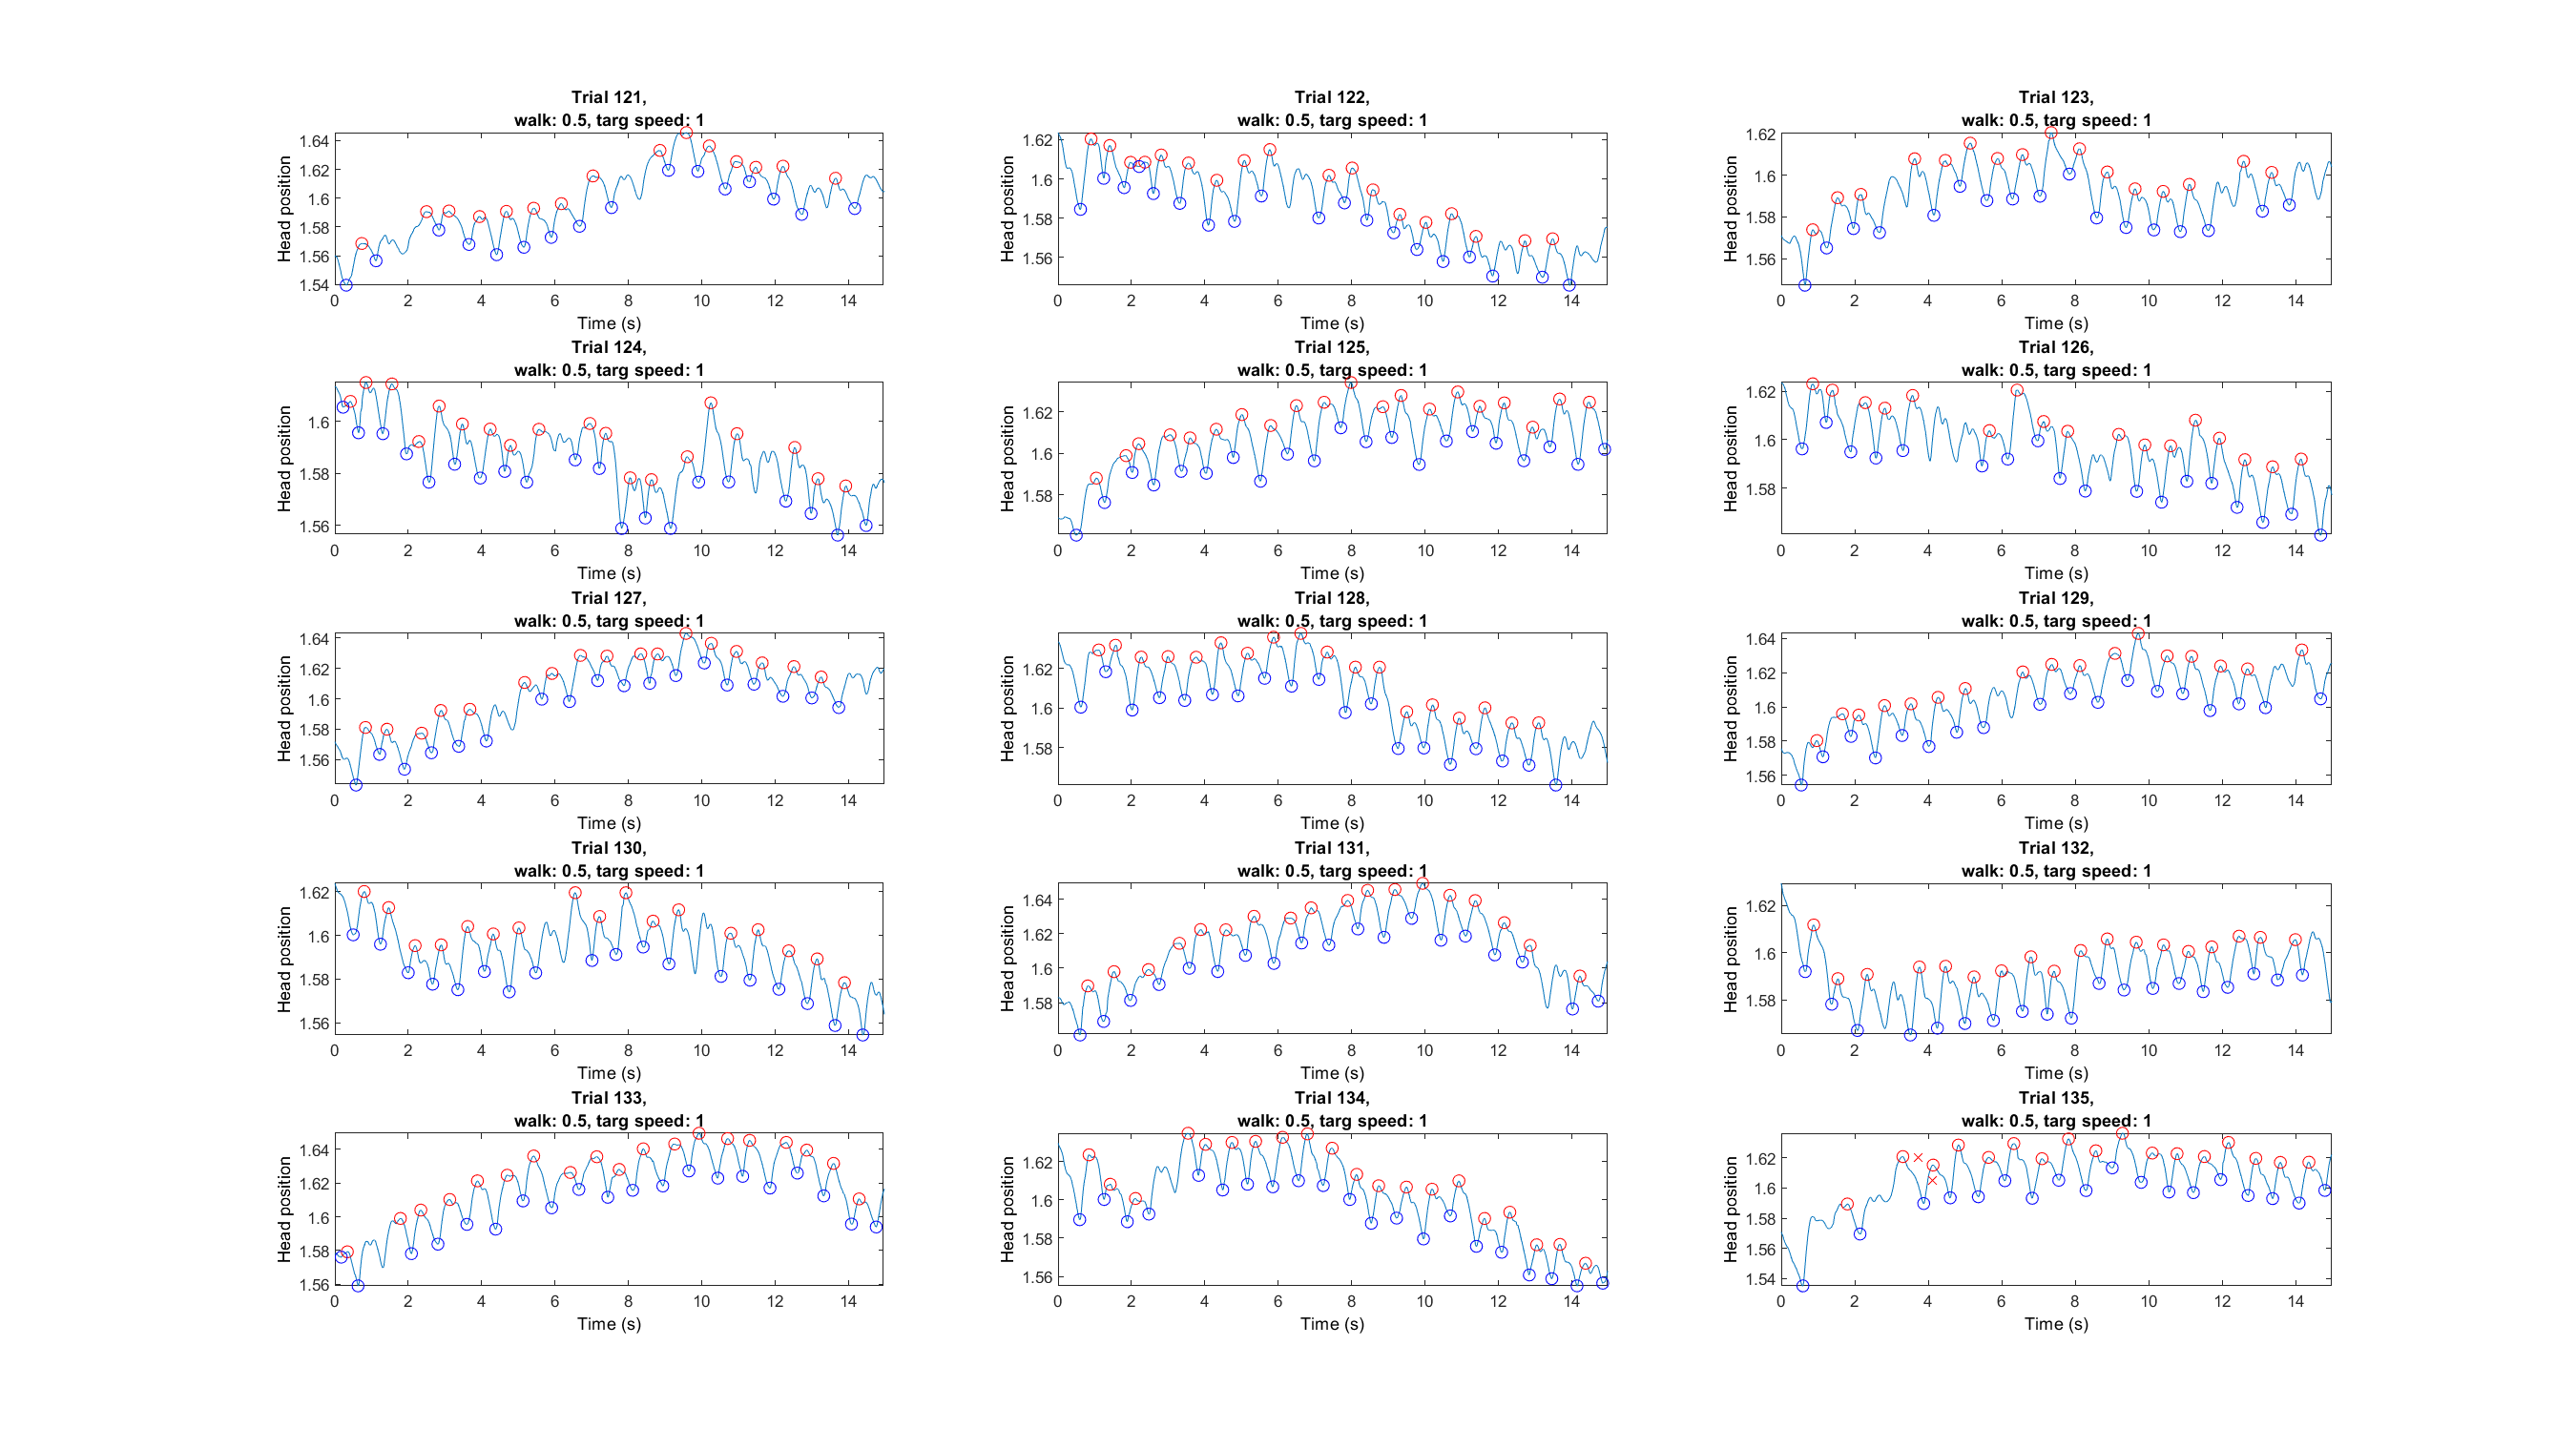 Trial 121,
walk: 0.5, targ speed: 1
Head position
1.64
1.62
1.6
1.58
1.56
1.54
0 2 4 6 8 10 12 14
Time (s)
Trial 122,
walk: 0.5, targ speed: 1
Head position
1.62
1.6
1.58
1.56
0 2 4 6 8 10 12 14
Time (s)
Trial 123,
walk: 0.5, targ speed: 1
Head position
1.62
1.6
1.58
1.56
0 2 4 6 8 10 12 14
Time (s)
Trial 124,
walk: 0.5, targ speed: 1
Head position
1.6
1.58
1.56
0 2 4 6 8 10 12 14
Time (s)
Trial 125,
walk: 0.5, targ speed: 1
Head position
1.62
1.6
1.58
0 2 4 6 8 10 12 14
Time (s)
Trial 126,
walk: 0.5, targ speed: 1
Head position
1.62
1.6
1.58
0 2 4 6 8 10 12 14
Time (s)
Trial 127,
walk: 0.5, targ speed: 1
Head position
1.64
1.62
1.6
1.58
1.56
0 2 4 6 8 10 12 14
Time (s)
Trial 128,
walk: 0.5, targ speed: 1
Head position
1.62
1.6
1.58
0 2 4 6 8 10 12 14
Time (s)
Trial 129,
walk: 0.5, targ speed: 1
Head position
1.64
1.62
1.6
1.58
1.56
0 2 4 6 8 10 12 14
Time (s)
Trial 130,
walk: 0.5, targ speed: 1
Head position
1.62
1.6
1.58
1.56
0 2 4 6 8 10 12 14
Time (s)
Trial 131,
walk: 0.5, targ speed: 1
Head position
1.64
1.62
1.6
1.58
0 2 4 6 8 10 12 14
Time (s)
Trial 132,
walk: 0.5, targ speed: 1
Head position
1.62
1.6
1.58
0 2 4 6 8 10 12 14
Time (s)
Trial 133,
walk: 0.5, targ speed: 1
Head position
1.64
1.62
1.6
1.58
1.56
0 2 4 6 8 10 12 14
Time (s)
Trial 134,
walk: 0.5, targ speed: 1
Head position
1.62
1.6
1.58
1.56
0 2 4 6 8 10 12 14
Time (s)
Trial 135,
walk: 0.5, targ speed: 1
Head position
1.62
1.6
1.58
1.56
1.54
0 2 4 6 8 10 12 14
Time (s)